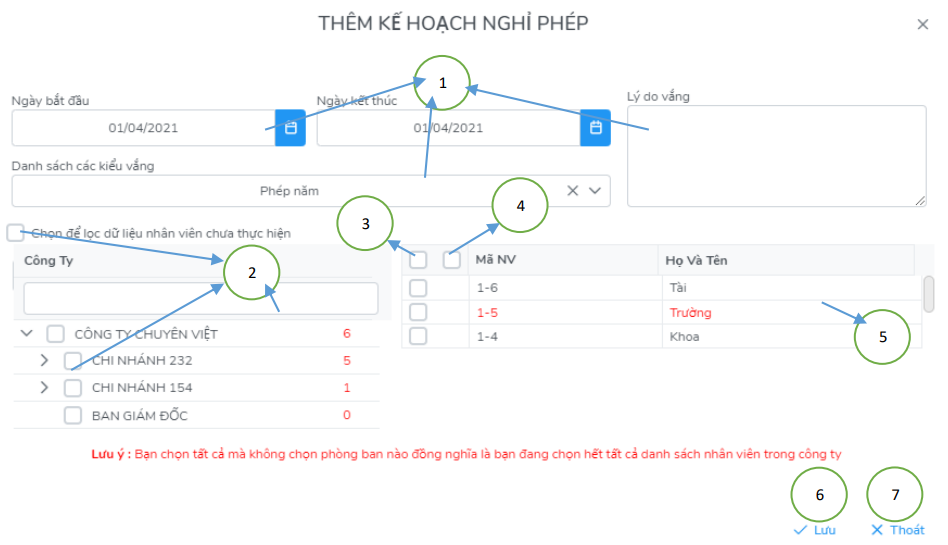 THÊM KẾ HOẠCH NGHỈ PHÉP
1
Ngày bắt đầu
Ngày kết thúc
Lý do vắng
01/04/2021
01/04/2021
Danh sách các kiểu vắng
Phép năm
3
4
Chọn để lọc dữ liệu nhân viên chưa thực hiện
2
Công Ty
Mã NV
Họ Và Tên
1-6
Tài
1-5
Trường
1-4
Khoa
5
CÔNG TY CHUYÊN VIỆT
6
CHI NHÁNH 232
5
CHI NHÁNH 154
1
BAN GIÁM ĐỐC
0
Lưu ý : Bạn chọn tất cả mà không chọn phòng ban nào đồng nghĩa là bạn đang chọn hết tất cả danh sách nhân viên trong công ty
6
7
Lưu
Thoát